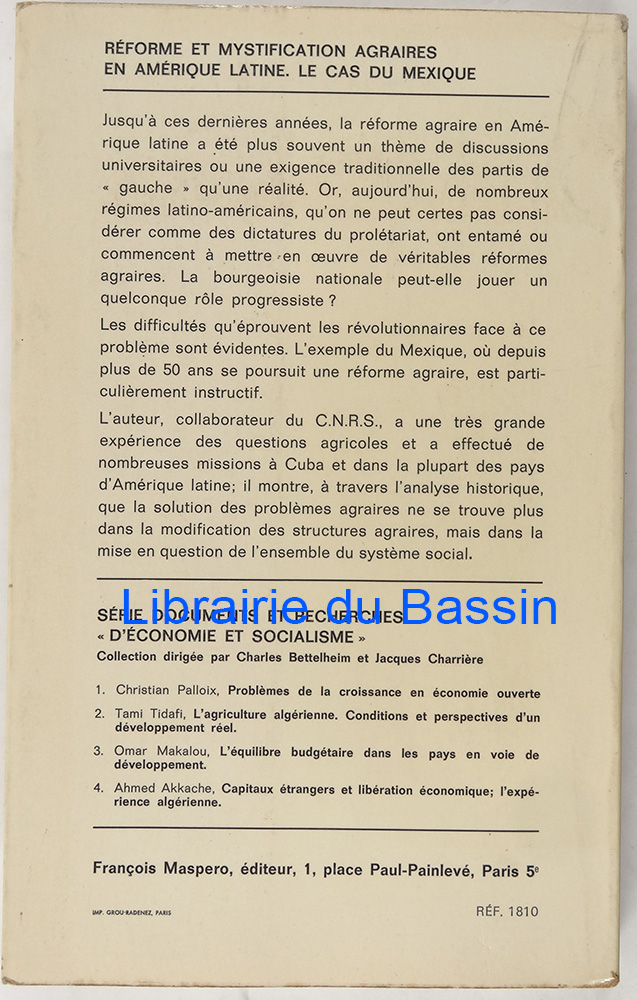 RÉFORME ET MYSTIFICATION AGRAIRES
EN AMÉRIQUE LATINE. LE CAS DU MEXIQUE
Jusqu'à ces dernières années, la réforme agraire en Amé-
rique latine a été plus souvent un thème de discussions
universitaires ou une exigence traditionnelle des partis de
« gauche » qu'une réalité. Or, aujourd'hui, de nombreux
régimes latino-américains, qu'on ne peut certes pas consi-
dérer comme des dictatures du prolétariat, ont entamé ou
commencent à mettre en œuvre de véritables réformes
agraires. La bourgeoisie nationale peut-elle jouer un
quelconque rôle progressiste ?
Les difficultés qu'éprouvent les révolutionnaires face à ce
problème sont évidentes. L'exemple du Mexique, où depuis
plus de 50 ans se poursuit une réforme agraire, est parti-
culièrement instructif.
L'auteur, collaborateur du C.N.R.S., a une très grande
expérience des questions agricoles et a effectué de
nombreuses missions à Cuba et dans la plupart des pays
d'Amérique latine; il montre, à travers l'analyse historique,
que la solution des problèmes agraires ne se trouve plus
dans la modification des structures agraires, mais dans la
mise en question de l'ensemble du système social.
SÉRIE DOCUMENTS ET RECHERCHES
Librairie du Bassin
« D'ÉCONOMIE ET SOCIALISME »
Collection dirigée par Charles Bettelheim et Jacques Charrière
1. Christian Palloix, Problèmes de la croissance en économie ouverte
2. Tami Tidafi, L'agriculture algérienne. Conditions et perspectives d'un
développement réel.
3. Omar Makalou, L'équilibre budgétaire dans les pays en voie de
développement.
4. Ahmed Akkache, Capitaux étrangers et libération économique; l'expé-
rience algérienne.
François Maspero, éditeur, 1, place Paul-Painlevé, Paris 5e
IMP. GROU-RADENEZ, PARIS
RÉF. 1810